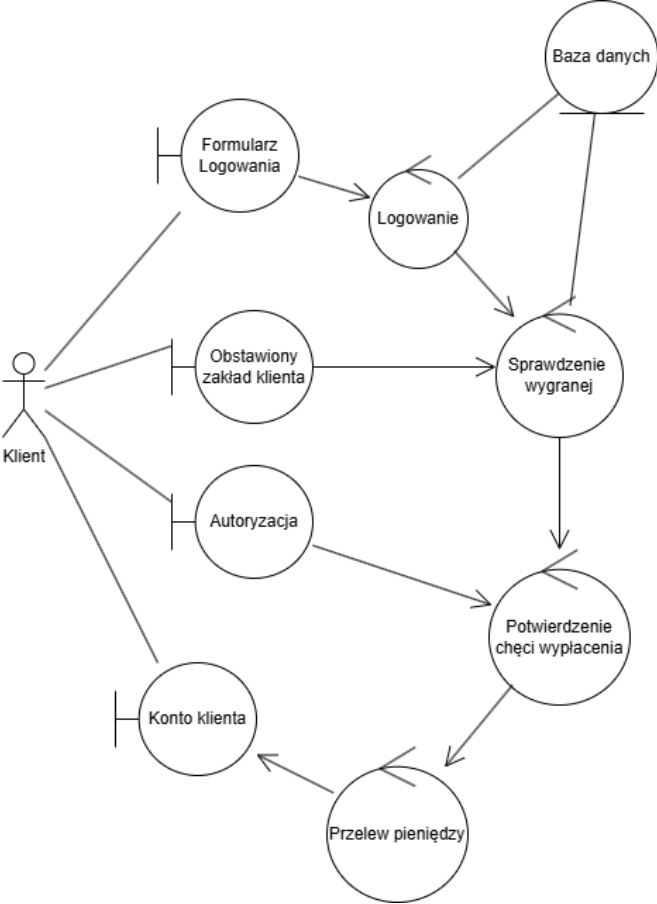 Baza danych
Formularz
Logowania
Logowanie
Obstawiony
zakład klienta
Sprawdzenie
wygranej
Klient
Autoryzacja
Potwierdzenie
chęci wypłacenia
Konto klienta
Przelew pieniędzy